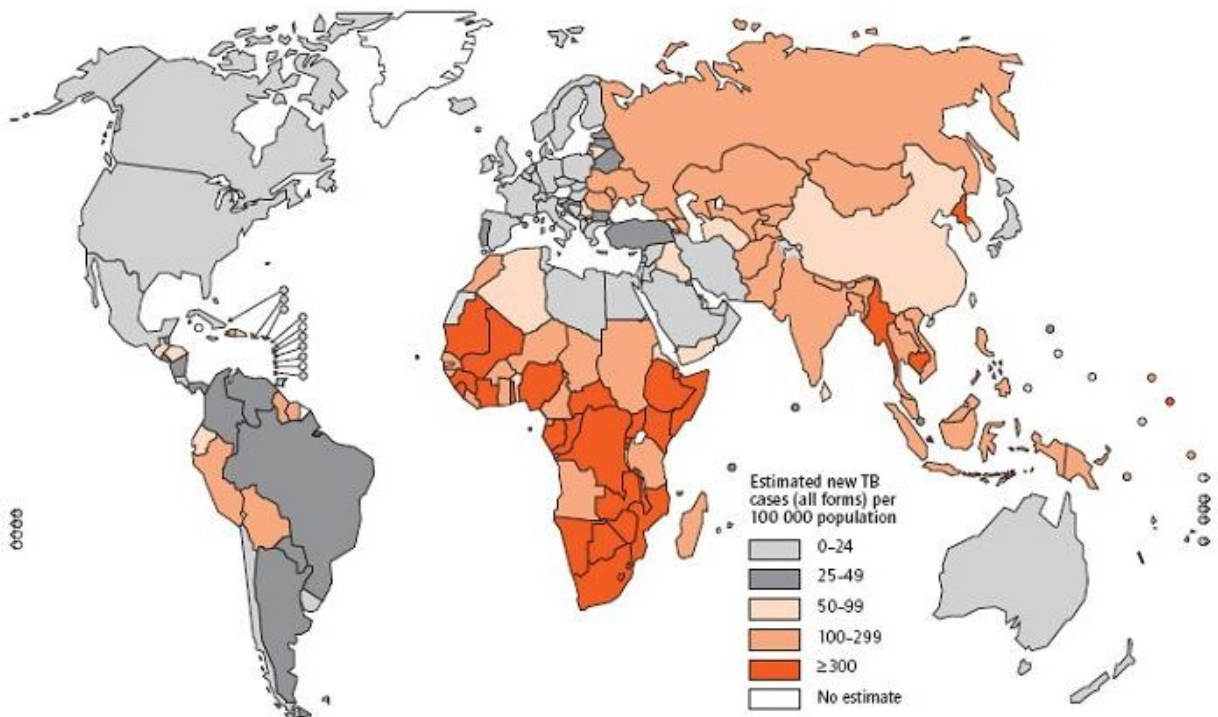 Estimated new TB
cases (all forms) per
100 000 population
0–24
25–49
50–99
100–299
≥300
No estimate